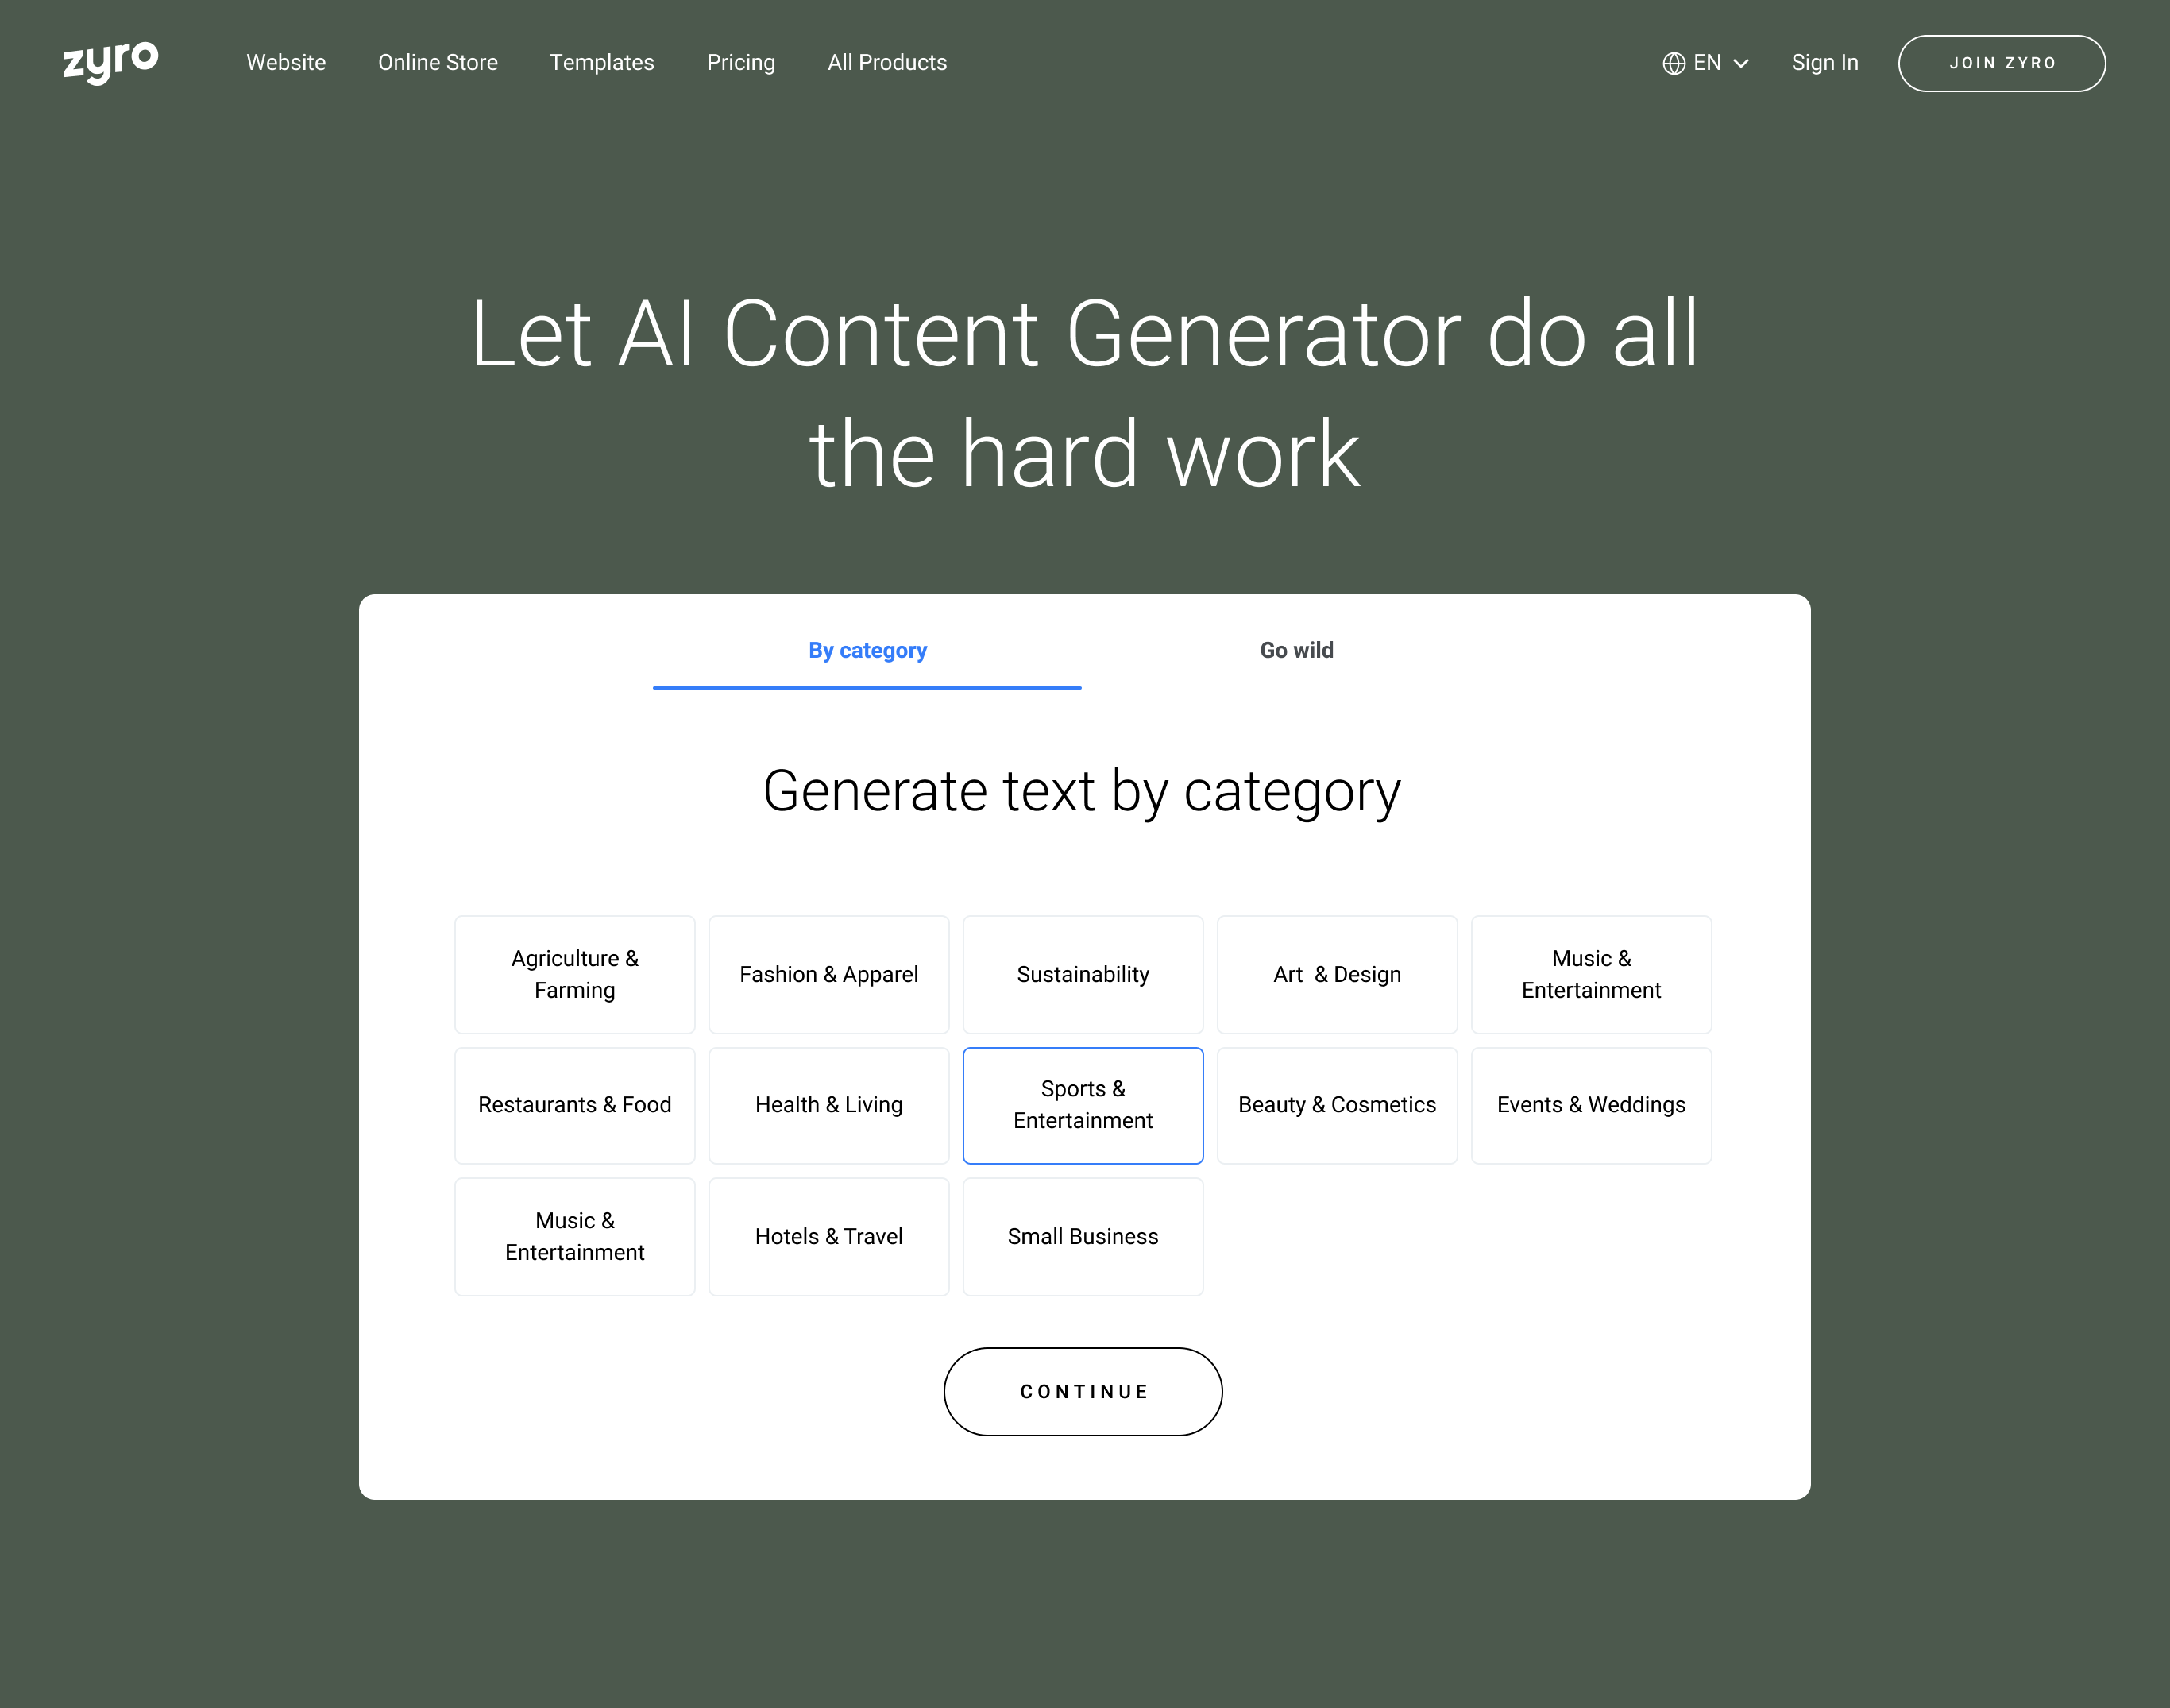 zyro
Website
Online Store
Templates
Pricing
All Products
EN
Sign In
JOIN ZYRO
Let AI Content Generator do all
the hard work
By category
Go wild
Generate text by category
Agriculture &
Farming
Fashion & Apparel
Sustainability
Art & Design
Music &
Entertainment
Restaurants & Food
Health & Living
Sports &
Entertainment
Beauty & Cosmetics
Events & Weddings
Music &
Entertainment
Hotels & Travel
Small Business
CONTINUE